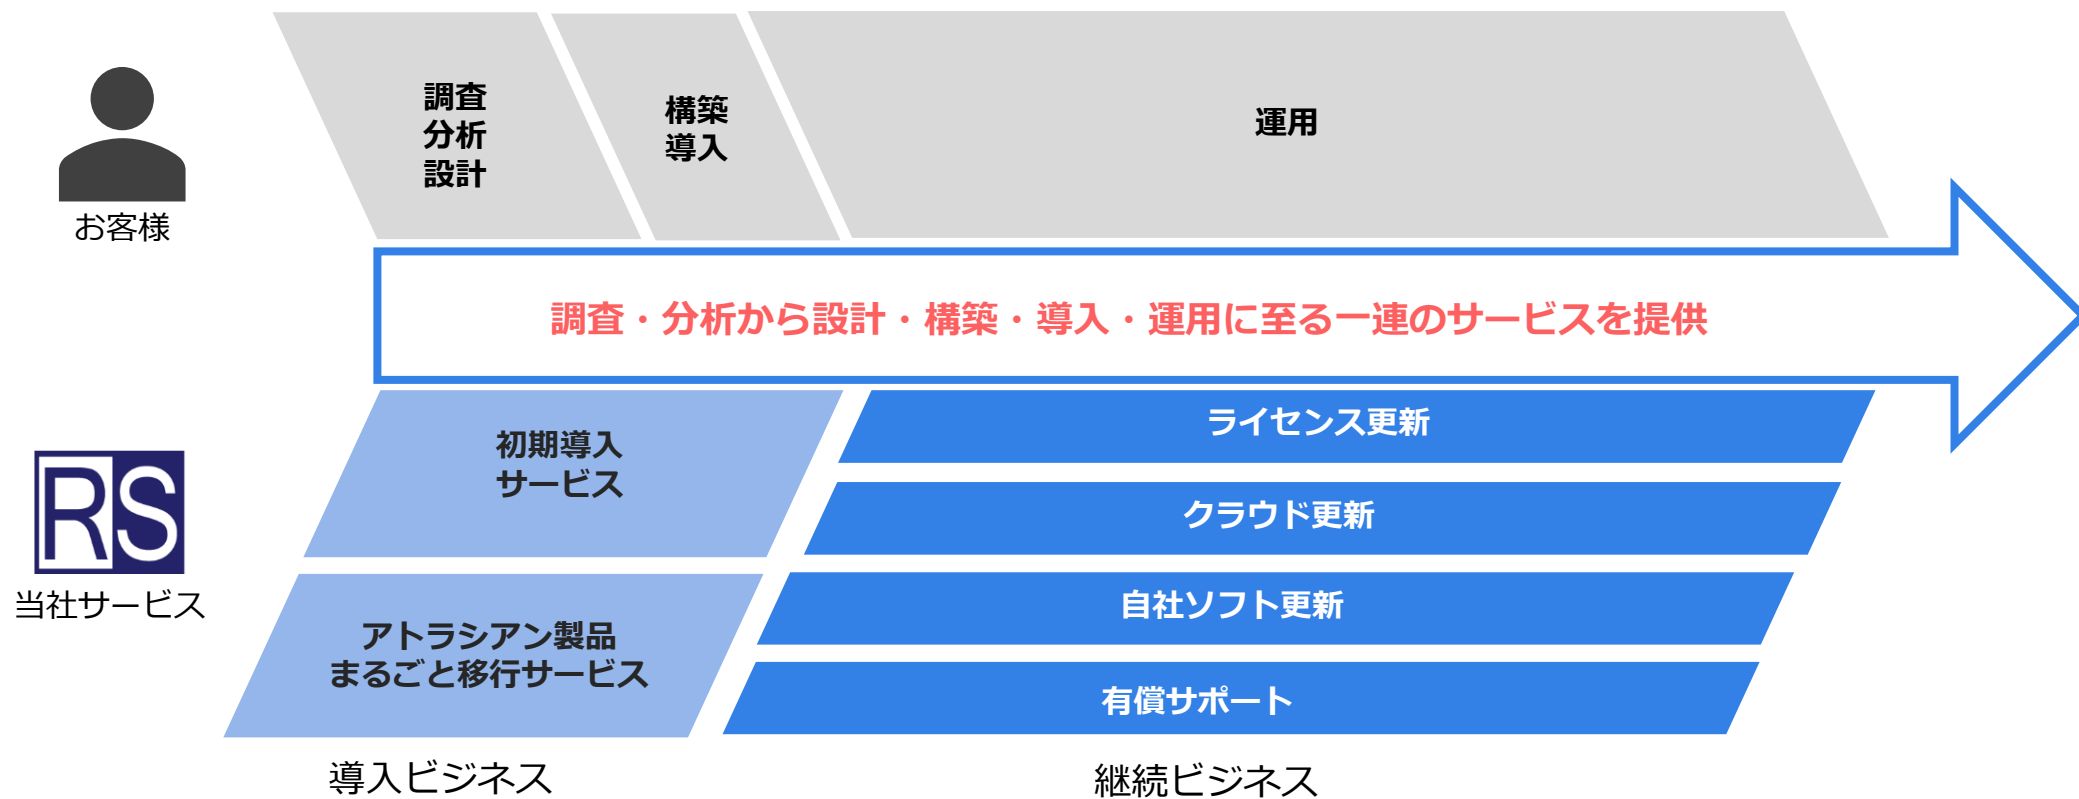 調査
分析
設計
構築
導入
運用
お客様
調査・分析から設計・構築・導入・運用に至る一連のサービスを提供
RS
当社サービス
初期導入
サービス
アトラシアン製品
まるごと移行サービス
ライセンス更新
クラウド更新
自社ソフト更新
有償サポート
導入ビジネス
継続ビジネス